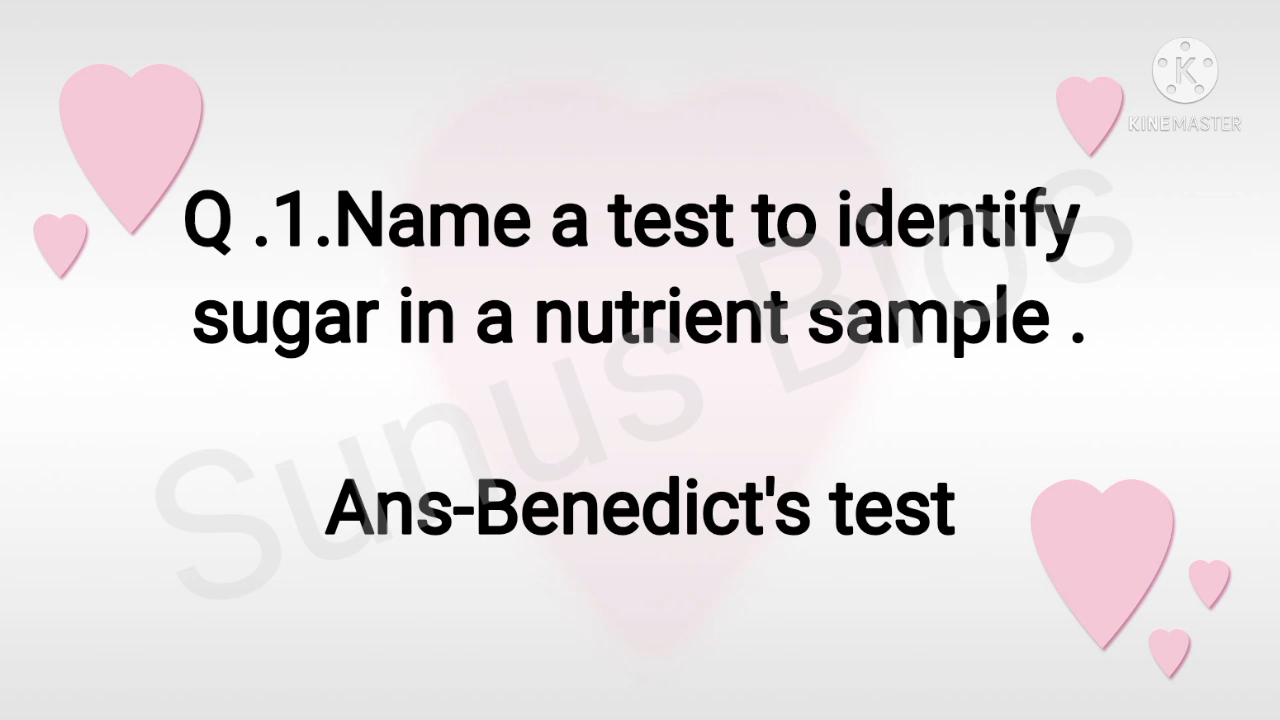 KINEMASTER
Q .1.Name a test to identify
sugar in a nutrient sample .
Ans-Benedict's test
Sunus Bios